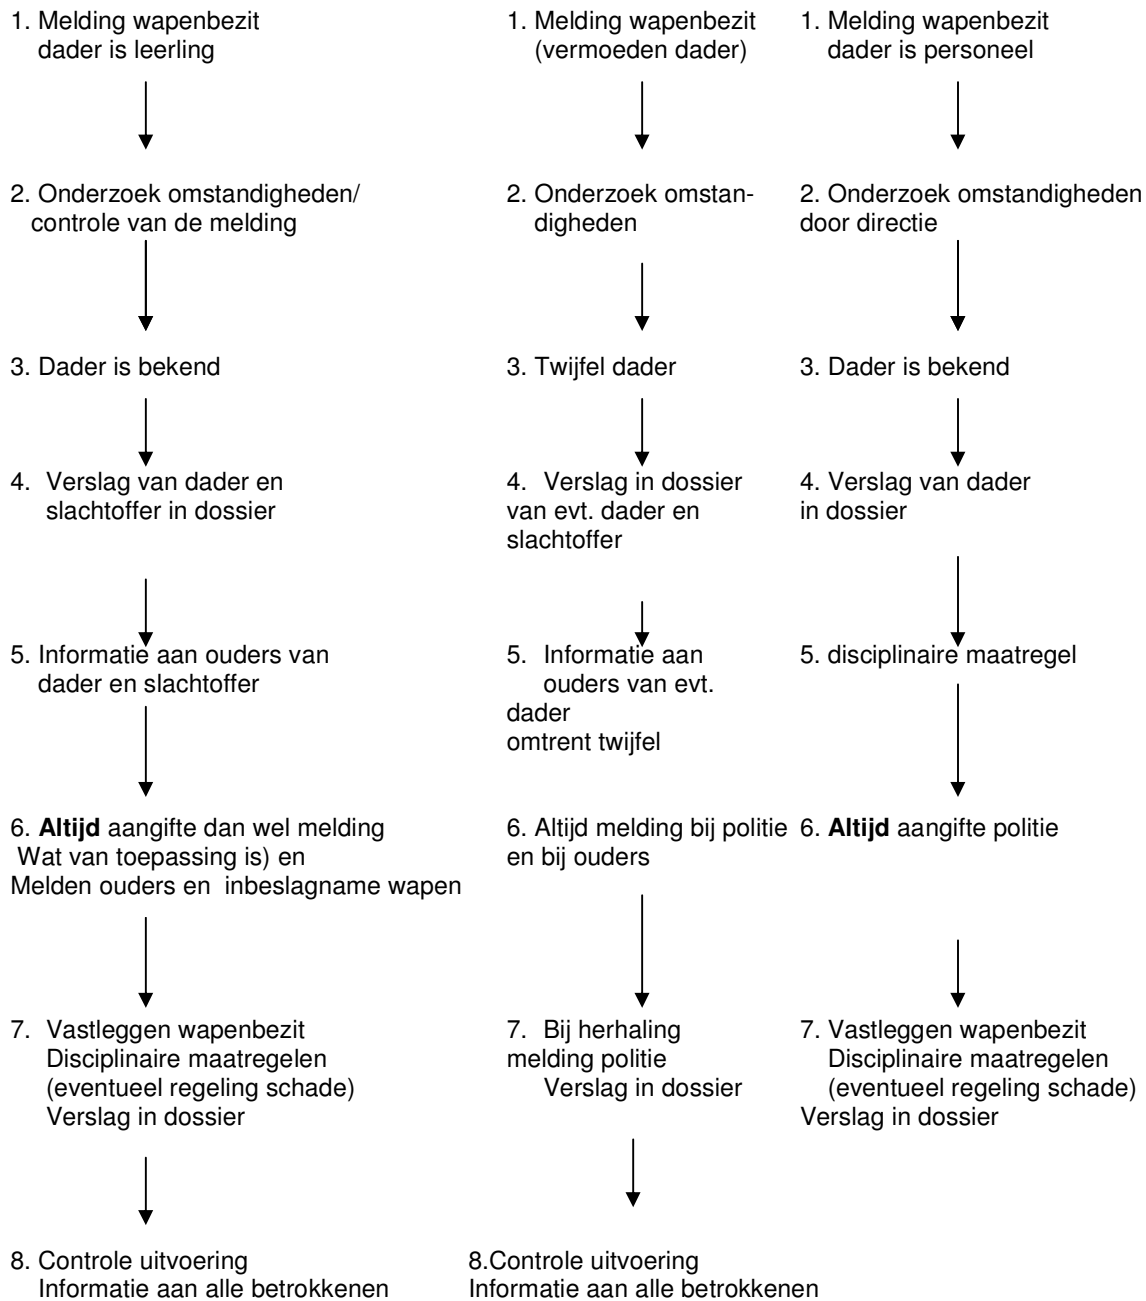 1. Melding wapenbezit
dader is leerling
2. Onderzoek omstandigheden/
controle van de melding
3. Dader is bekend
4. Verslag van dader en
slachtoffer in dossier
5. Informatie aan ouders van
dader en slachtoffer
6. Altijd aangifte dan wel melding
Wat van toepassing is) en
Melden ouders en inbeslagname wapen
7. Vastleggen wapenbezit
Disciplinaire maatregelen
(eventueel regeling schade)
Verslag in dossier
8. Controle uitvoering
Informatie aan alle betrokkenen
1. Melding wapenbezit
(vermoeden dader)
2. Onderzoek omstan-
digheden
3. Twijfel dader
4. Verslag in dossier
van evt. dader en
slachtoffer
5. Informatie aan
ouders van evt.
dader
omtrent twijfel
6. Altijd melding bij politie
en bij ouders
7. Bij herhaling
melding politie
Verslag in dossier
8.Controle uitvoering
Informatie aan alle betrokkenen
1. Melding wapenbezit
dader is personeel
2. Onderzoek omstandigheden
door directie
3. Dader is bekend
4. Verslag van dader
in dossier
5. disciplinaire maatregel
6. Altijd aangifte politie
7. Vastleggen wapenbezit
Disciplinaire maatregelen
(eventueel regeling schade)
Verslag in dossier